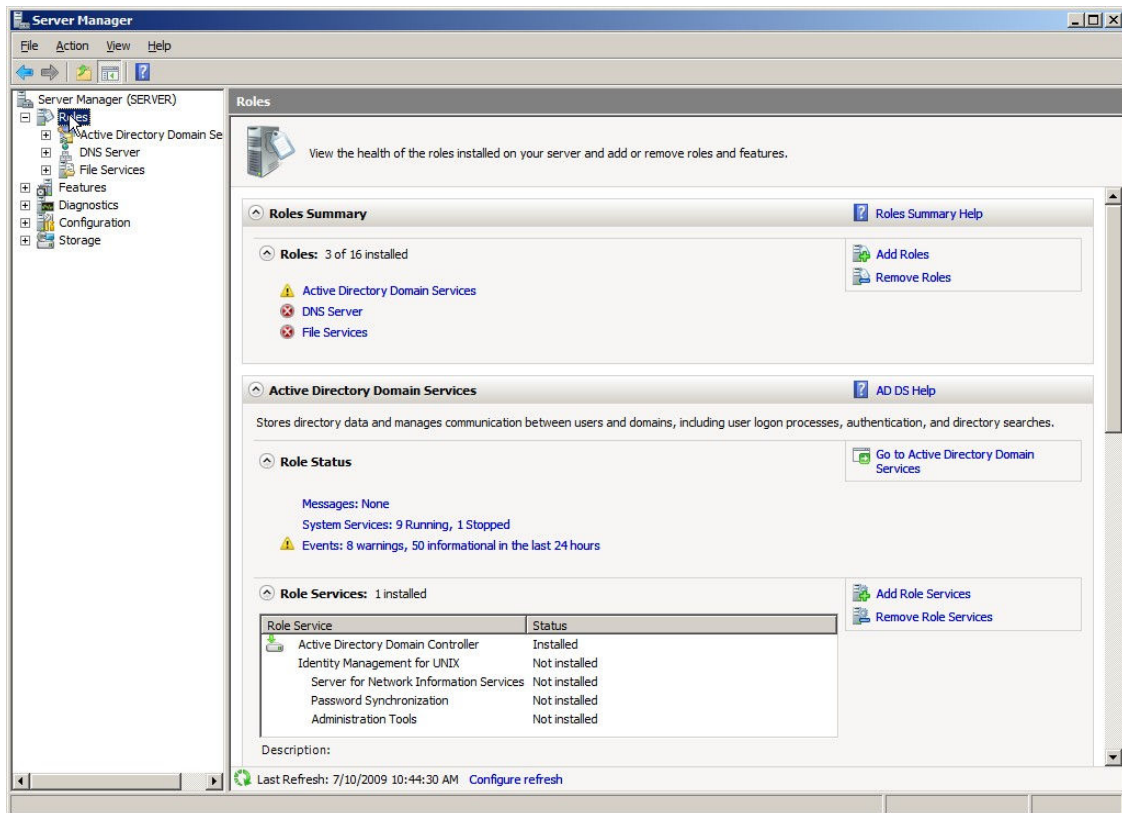 Server Manager
File Action View Help
Server Manager (SERVER)
Roles
Active Directory Domain Se
DNS Server
File Services
Features
Diagnostics
Configuration
Storage
Roles
View the health of the roles installed on your server and add or remove roles and features.
Roles Summary
Roles Summary Help
Roles: 3 of 16 installed
Add Roles
Remove Roles
Active Directory Domain Services
DNS Server
File Services
Active Directory Domain Services
AD DS Help
Stores directory data and manages communication between users and domains, including user logon processes, authentication, and directory searches.
Role Status
Go to Active Directory Domain
Services
Messages: None
System Services: 9 Running, 1 Stopped
Events: 8 warnings, 50 informational in the last 24 hours
Role Services: 1 installed
Add Role Services
Remove Role Services
Role Service Status
Active Directory Domain Controller Installed
Identity Management for UNIX Not installed
Server for Network Information Services Not installed
Password Synchronization Not installed
Administration Tools Not installed
Description:
Last Refresh: 7/10/2009 10:44:30 AM Configure refresh